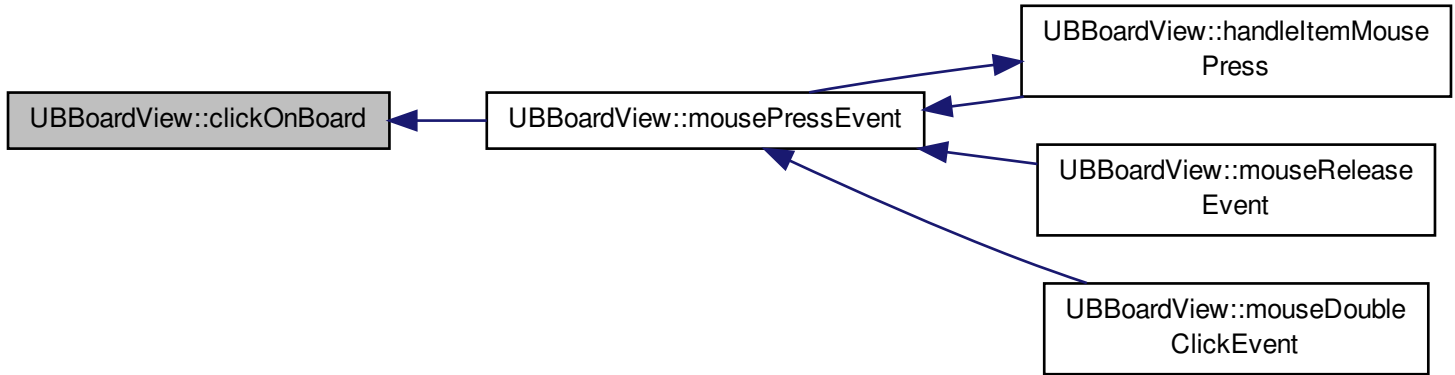 UBBoardView::clickOnBoard
UBBoardView::mousePressEvent
UBBoardView::handleItemMouse
Press
UBBoardView::mouseRelease
Event
UBBoardView::mouseDouble
ClickEvent